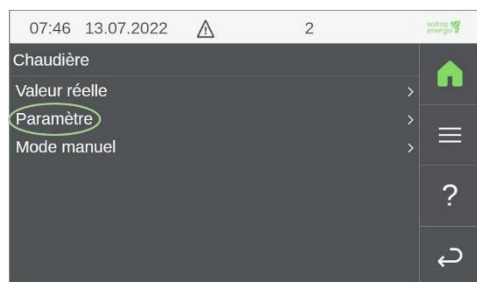 07:46 13.07.2022 2
Chaudière
Valeur réelle
Paramètre
Mode manuel
?